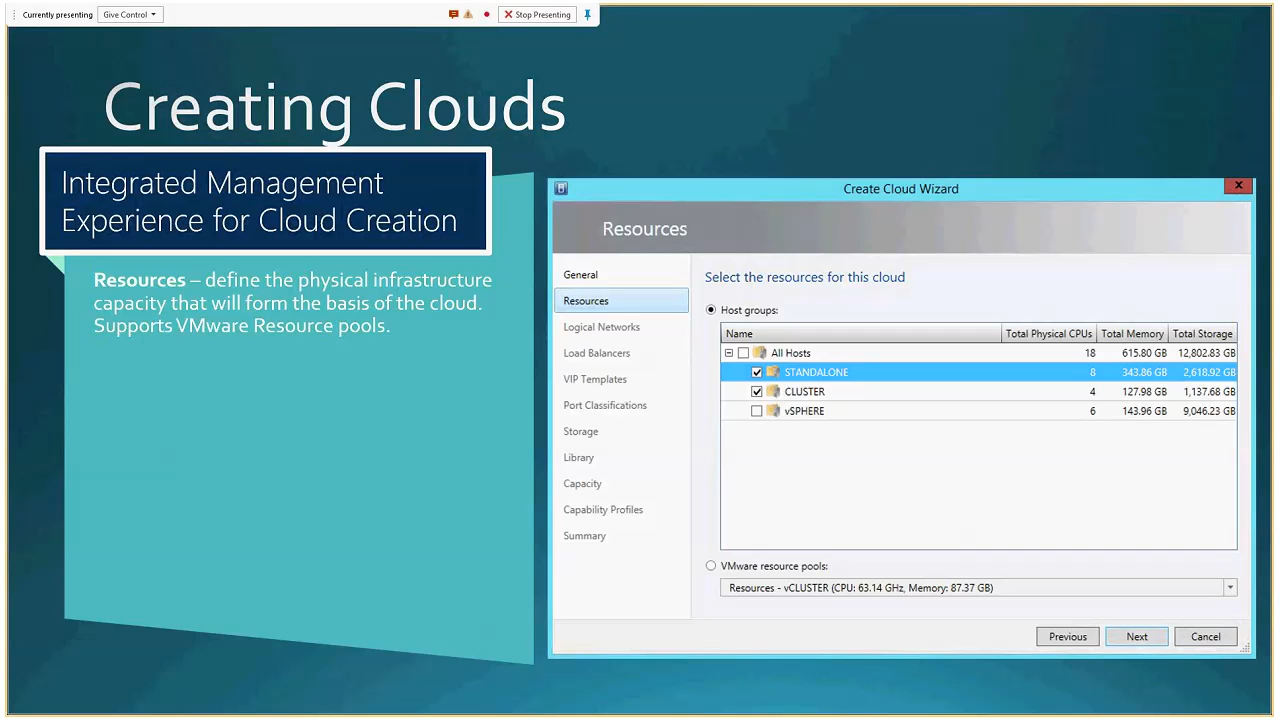 Currently presenting Give Control Stop Presenting
Creating Clouds
Integrated Management
Experience for Cloud Creation
Resources – define the physical infrastructure
capacity that will form the basis of the cloud.
Supports VMware Resource pools.
Create Cloud Wizard
Resources
General
Resources
Logical Networks
Load Balancers
VIP Templates
Port Classifications
Storage
Library
Capacity
Capability Profiles
Summary
Select the resources for this cloud
Host groups:
Name Total Physical CPUs Total Memory Total Storage
All Hosts 18 615.80 GB 12,802.83 GB
STANDALONE 8 343.86 GB 2,618.92 GB
CLUSTER 4 127.98 GB 1,137.68 GB
vSPHERE 6 143.96 GB 9,046.23 GB
VMware resource pools:
Resources - vCLUSTER (CPU: 63.14 GHz, Memory: 87.37 GB)
Previous Next Cancel